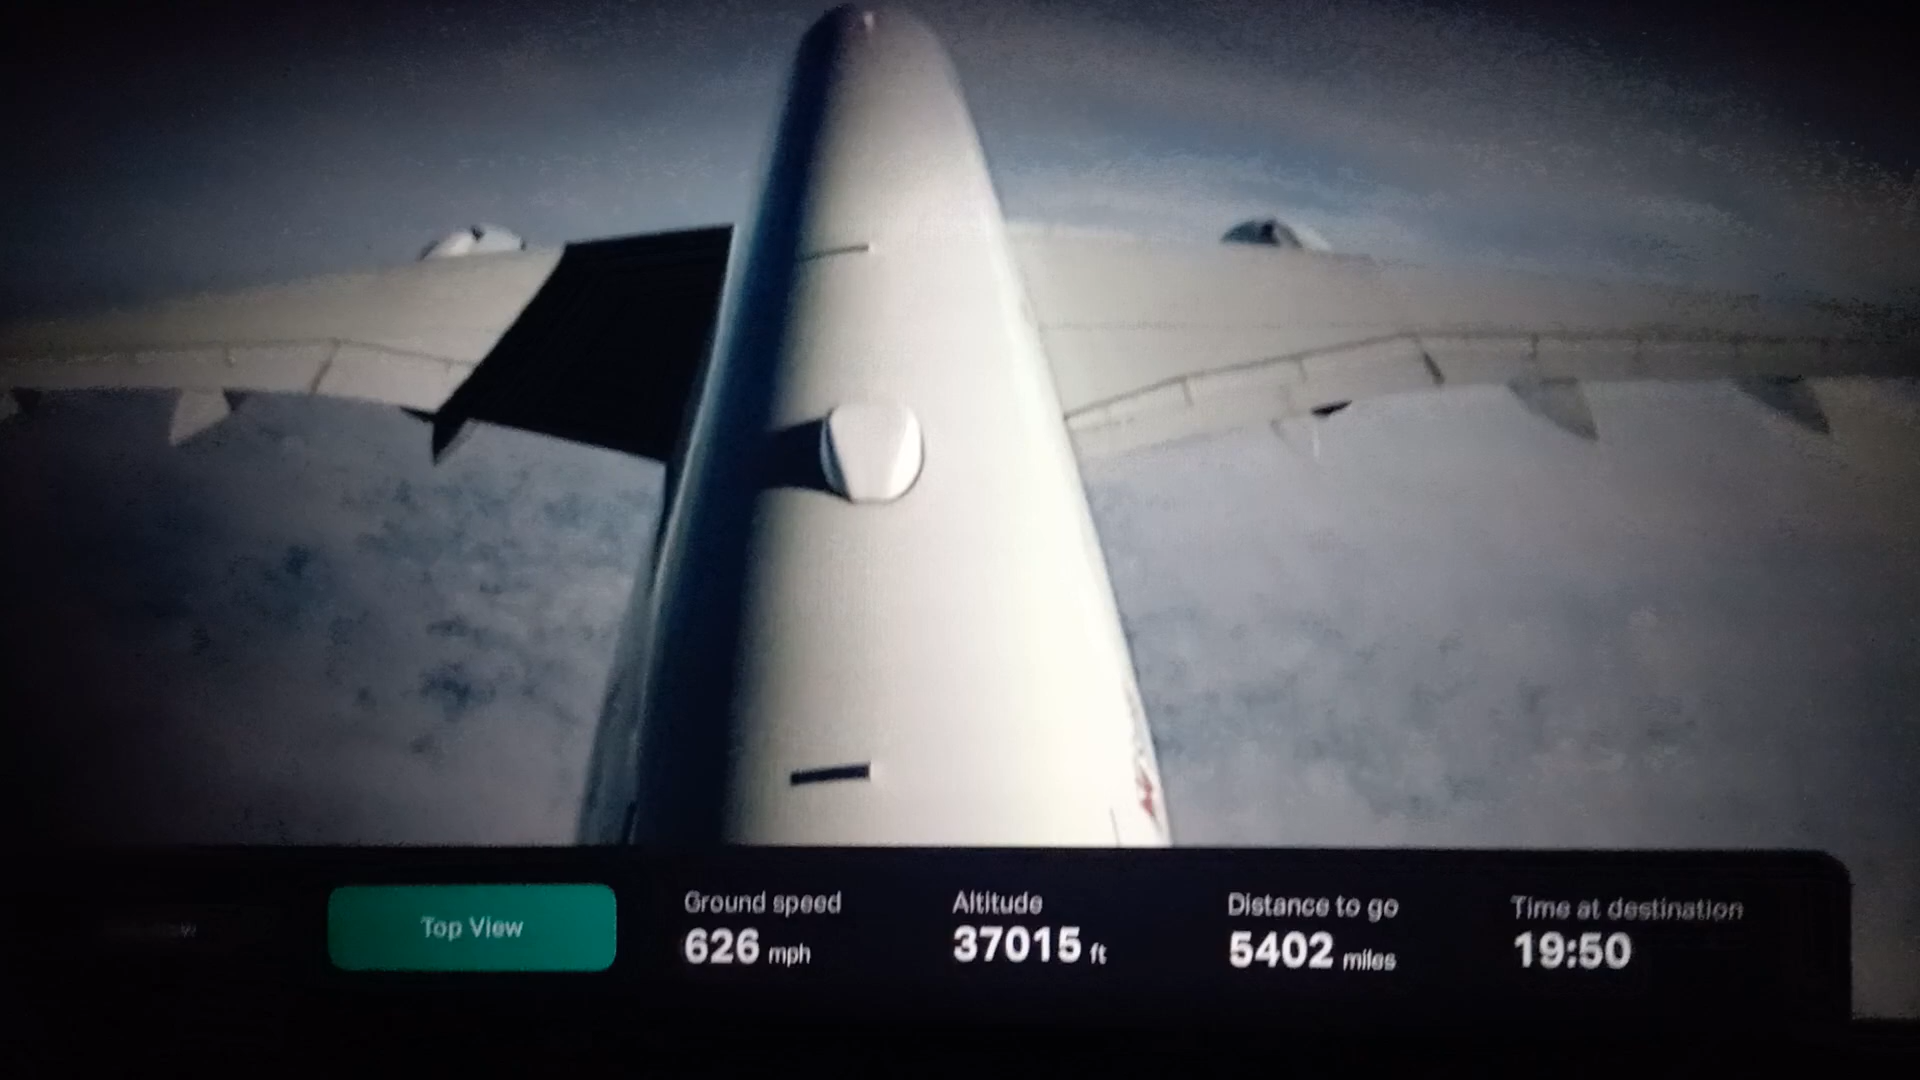 Top View
Ground speed
626 mph
Altitude
37015 ft
Distance to go
5402 miles
Time at destination
19:50